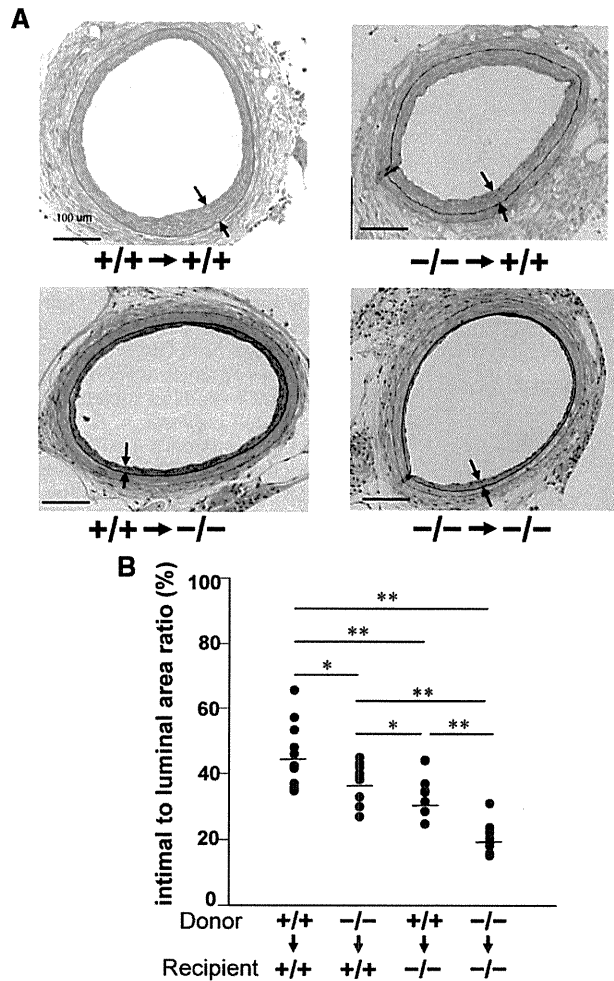 A
100 um
+/+ → +/+
−/− → +/+
+/+ → −/−
−/− → −/−
B
intimal to luminal area ratio (%)
100
80
60
40
20
0
**
**
*
**
*
**
Donor +/+ −/− +/+ −/−
↓ ↓ ↓ ↓
Recipient +/+ +/+ −/− −/−